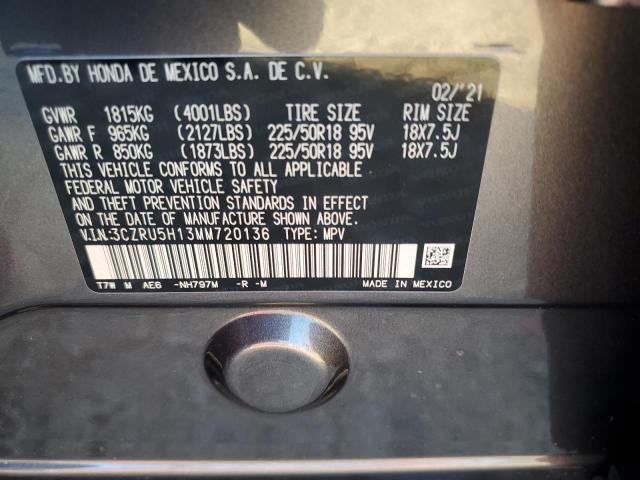 MFD.BY HONDA DE MEXICO S.A. DE C.V.
02/'21
GVWR 1815KG (4001LBS) TIRE SIZE RIM SIZE
GAWR F 965KG (2127LBS) 225/50R18 95V 18X7.5J
GAWR R 850KG (1873LBS) 225/50R18 95V 18X7.5J
THIS VEHICLE CONFORMS TO ALL APPLICABLE
FEDERAL MOTOR VEHICLE SAFETY
AND THEFT PREVENTION STANDARDS IN EFFECT
ON THE DATE OF MANUFACTURE SHOWN ABOVE.
V.I.N:3CZRU5H13MM720136 TYPE: MPV
T7W M AE6 -NH797M -R -M MADE IN MEXICO